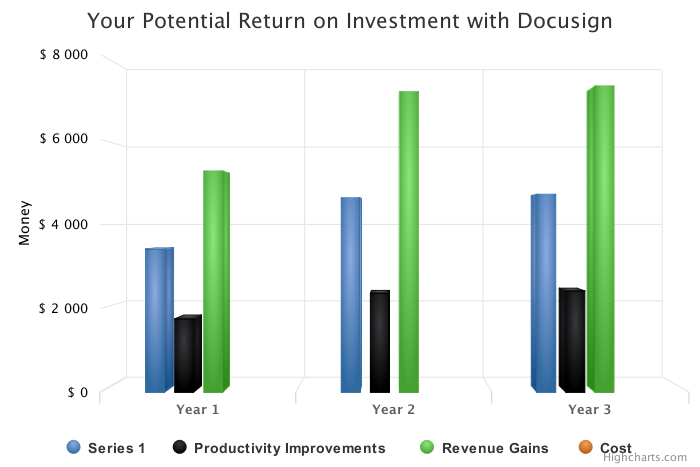 Your Potential Return on Investment with Docusign
Money
$ 8 000
$ 6 000
$ 4 000
$ 2 000
$ 0
Year 1 Year 2 Year 3
Series 1 Productivity Improvements Revenue Gains Cost
Highcharts.com